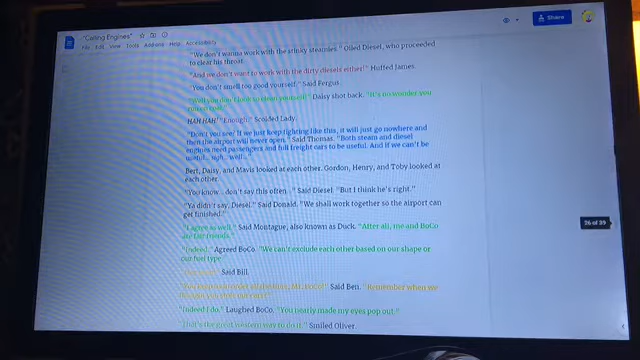 "Calling Engines"
File Edit View Tools Add-ons Help Accessibility
Share
"We don't wanna work with the stinky steamies." Oiled Diesel, who proceeded
to clear his throat.
"And we don't want to work with the dirty diesels either!" Huffed James.
"You don't smell too good yourself." Said Fergus.
"Well you don't look so clean yourself!" Daisy shot back. "It's no wonder you
"Enough!" Scolded Lady.
"Don't you see? If we just keep fighting like this, it will just go nowhere and
then the airport will never open." Said Thomas. "Both steam and diesel
engines need passengers and full freight cars to be useful. And if we can't be
useful... ugh... well..."
Bert, Daisy, and Mavis looked at each other. Gordon, Henry, and Toby looked at
each other.
"You know... don't say this often..." Said Diesel. "But I think he's right."
"Ya didn't say, Diesel." Said Donald. "We shall work together so the airport can
get finished."
"I agree as well." Said Montague, also known as Duck. "After all, me and BoCo
are fair friends."
"Indeed." Agreed BoCo. "We can't exclude each other based on our shape or
our fuel type."
Said Bill.
Said Ben. "Remember when we
"Indeed I do." Laughed BoCo. "You nearly made my eyes pop out."
"That's the great western way to do it." Smiled Oliver.
26 of 39